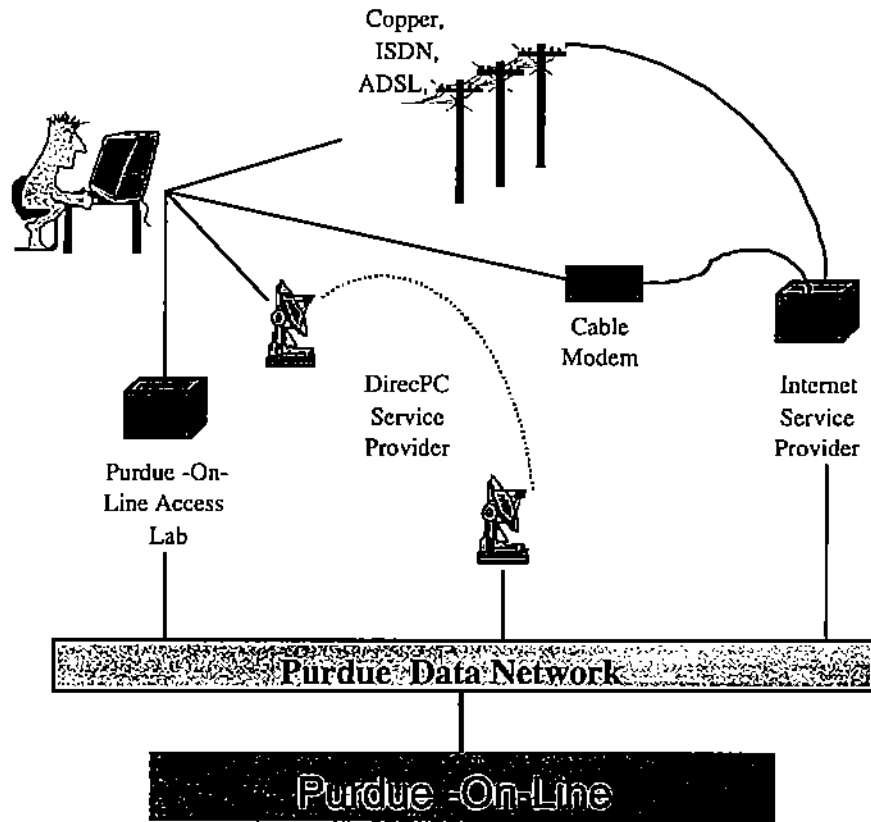 Copper,
ISDN,
ADSL,
Cable
Modem
DirecPC
Service
Provider
Internet
Service
Provider
Purdue -On-
Line Access
Lab
Purdue Data Network
Purdue -On-Line